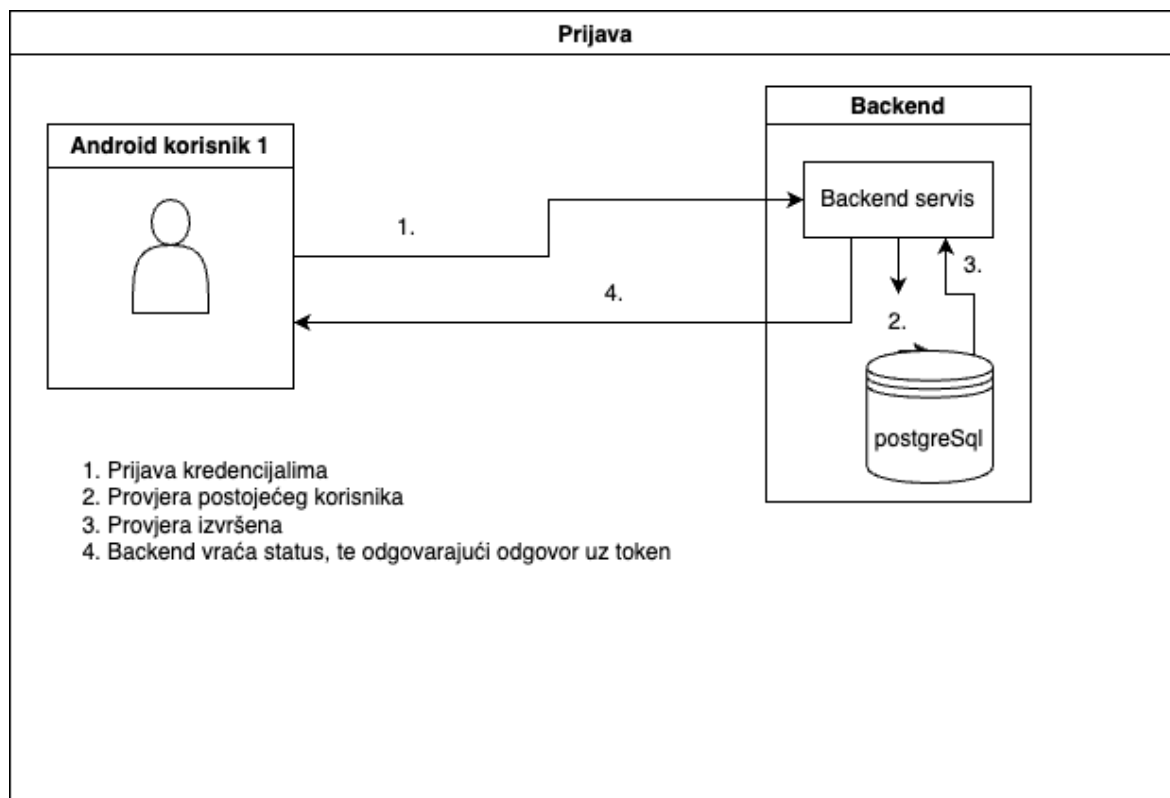 Prijava
Android korisnik 1
Backend
Backend servis
1.
3.
4.
2.
postgreSql
1. Prijava kredencijalima
2. Provjera postojećeg korisnika
3. Provjera izvršena
4. Backend vraća status, te odgovarajući odgovor uz token